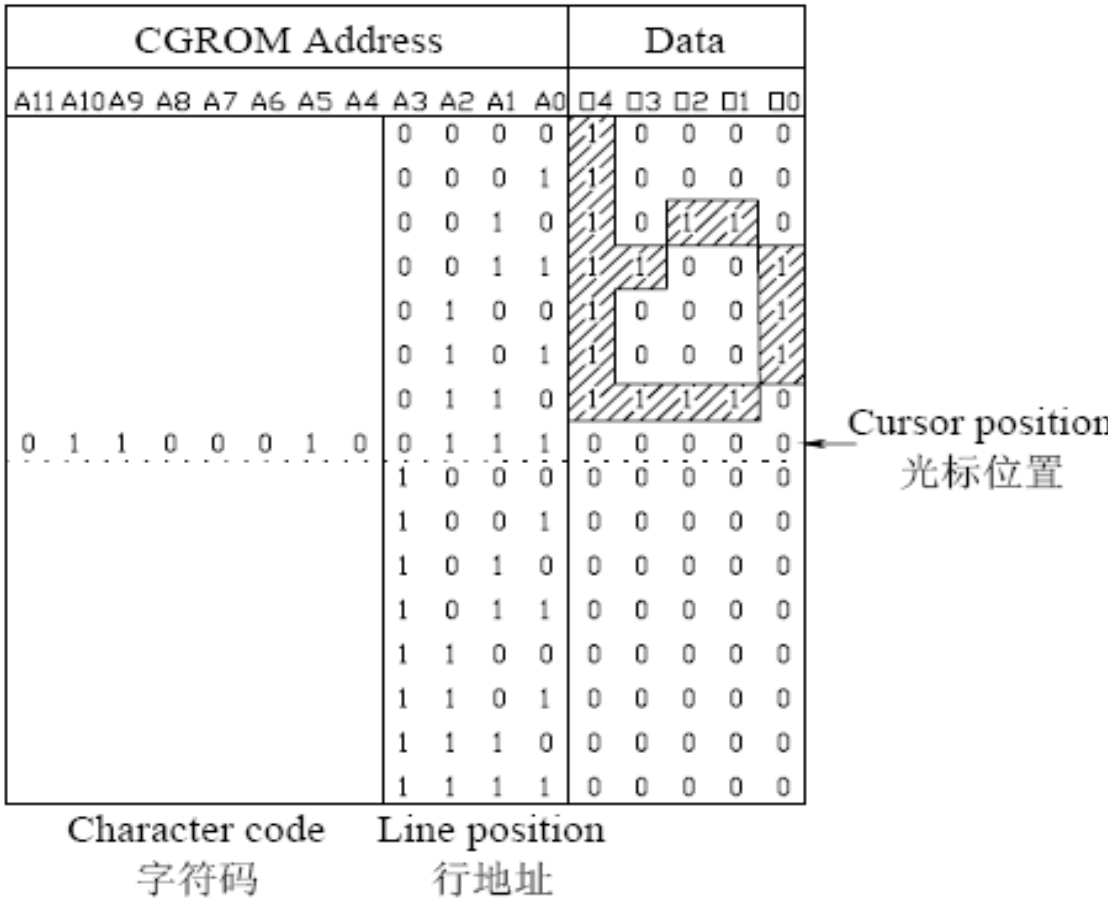 CGROM Address Data
A11 A10 A9 A8 A7 A6 A5 A4 A3 A2 A1 A0 O4 O3 O2 O1 O0
0 0 0 0 1 0 0 0 0
0 0 0 1 1 0 0 0 0
0 0 1 0 1 0 1 1 0
0 0 1 1 1 1 0 0 1
0 1 0 0 1 0 0 0 1
0 1 0 1 1 0 0 0 1
0 1 1 0 1 1 1 1 0
0 1 1 0 0 0 1 0 0 1 1 1 0 0 0 0 0 Cursor position
光标位置
1 0 0 0 0 0 0 0 0
1 0 0 1 0 0 0 0 0
1 0 1 0 0 0 0 0 0
1 0 1 1 0 0 0 0 0
1 1 0 0 0 0 0 0 0
1 1 0 1 0 0 0 0 0
1 1 1 0 0 0 0 0 0
1 1 1 1 0 0 0 0 0
Character code Line position
字符码 行地址